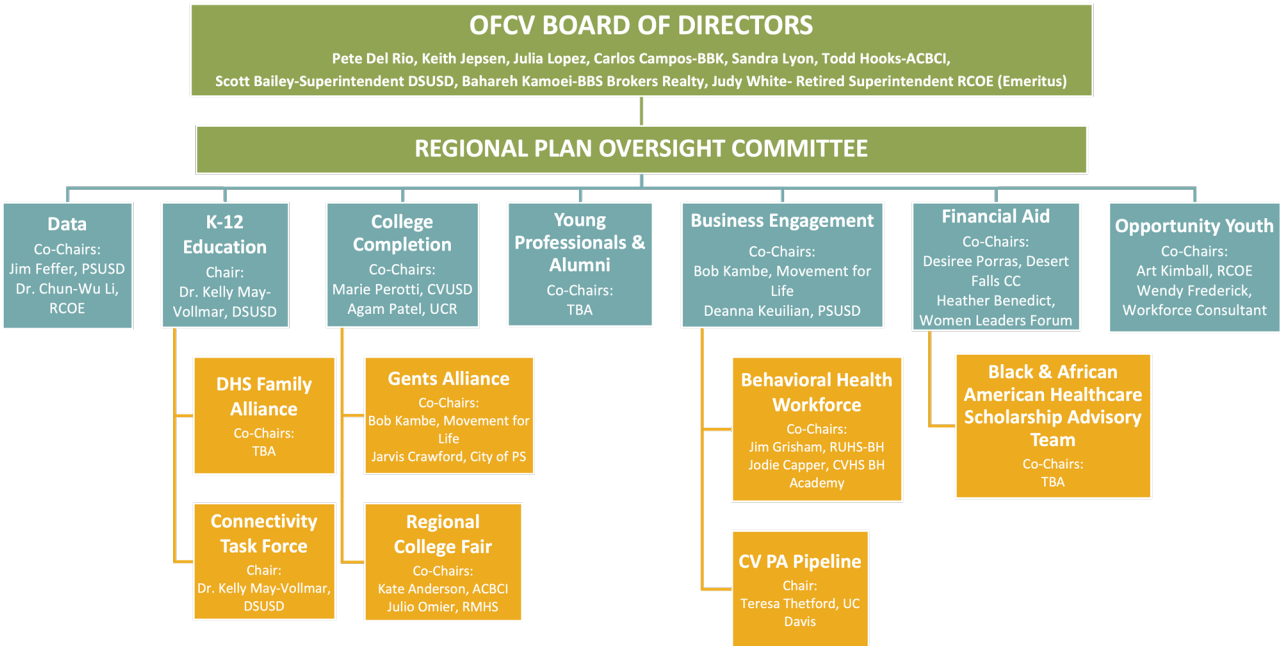 OFCV BOARD OF DIRECTORS
Pete Del Rio, Keith Jepsen, Julia Lopez, Carlos Campos-BBK, Sandra Lyon, Todd Hooks-ACBCI,
Scott Bailey-Superintendent DSUSD, Bahareh Kamoei-BBS Brokers Realty, Judy White- Retired Superintendent RCOE (Emeritus)
REGIONAL PLAN OVERSIGHT COMMITTEE
Data
Co-Chairs:
Jim Feffer, PSUSD
Dr. Chun-Wu Li,
RCOE
K-12
Education
Chair:
Dr. Kelly May-
Vollmar, DSUSD
College
Completion
Co-Chairs:
Marie Perotti, CVUSD
Agam Patel, UCR
Young
Professionals &
Alumni
Co-Chairs:
TBA
Business Engagement
Co-Chairs:
Bob Kambe, Movement for
Life
Deanna Keuilian, PSUSD
Financial Aid
Co-Chairs:
Desiree Porras, Desert
Falls CC
Heather Benedict,
Women Leaders Forum
Opportunity Youth
Co-Chairs:
Art Kimball, RCOE
Wendy Frederick,
Workforce Consultant
DHS Family
Alliance
Co-Chairs:
TBA
Gents Alliance
Co-Chairs:
Bob Kambe, Movement for
Life
Jarvis Crawford, City of PS
Behavioral Health
Workforce
Co-Chairs:
Jim Grisham, RUHS-BH
Jodie Capper, CVHS BH
Academy
Black & African
American Healthcare
Scholarship Advisory
Team
Co-Chairs:
TBA
Connectivity
Task Force
Chair:
Dr. Kelly May-Vollmar,
DSUSD
Regional
College Fair
Co-Chairs:
Kate Anderson, ACBCI
Julio Omier, RMHS
CV PA Pipeline
Chair:
Teresa Thetford, UC
Davis